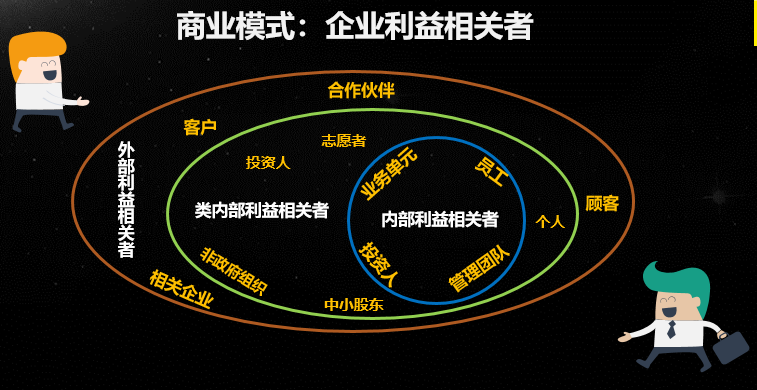 商业模式：企业利益相关者
合作伙伴
客户
志愿者
投资人
外部利益相关者
业务单元
员工
类内部利益相关者
内部利益相关者
个人
顾客
非政府组织
投资人
管理团队
相关企业
中小股东